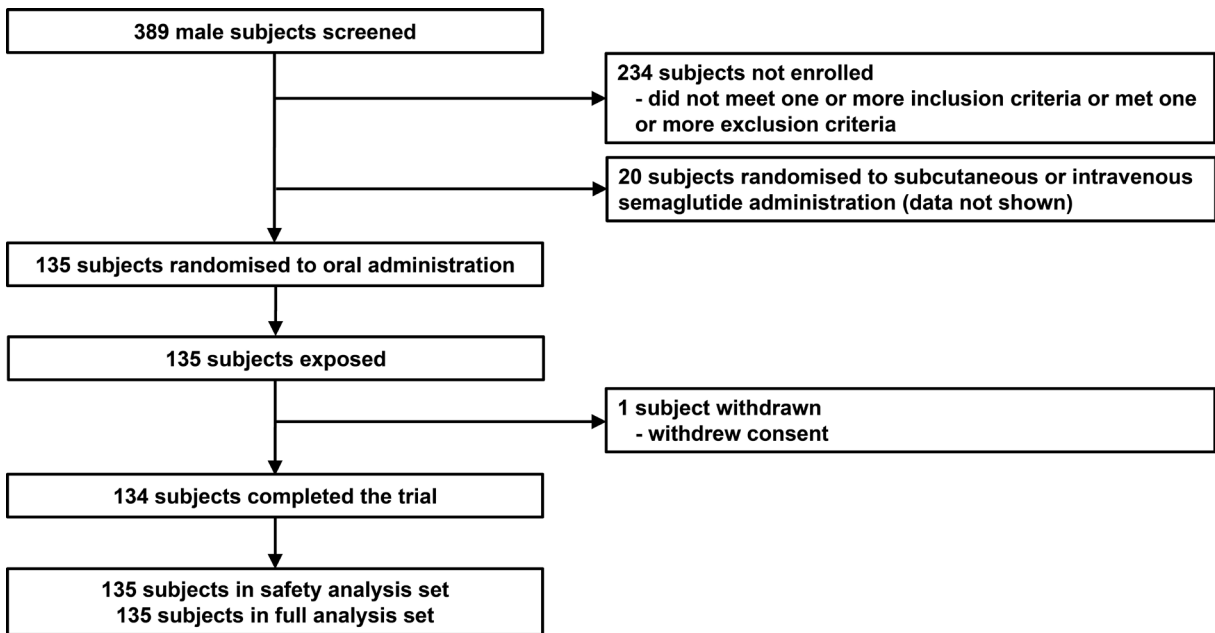 389 male subjects screened
234 subjects not enrolled
- did not meet one or more inclusion criteria or met one
or more exclusion criteria
20 subjects randomised to subcutaneous or intravenous
semaglutide administration (data not shown)
135 subjects randomised to oral administration
135 subjects exposed
1 subject withdrawn
- withdrew consent
134 subjects completed the trial
135 subjects in safety analysis set
135 subjects in full analysis set